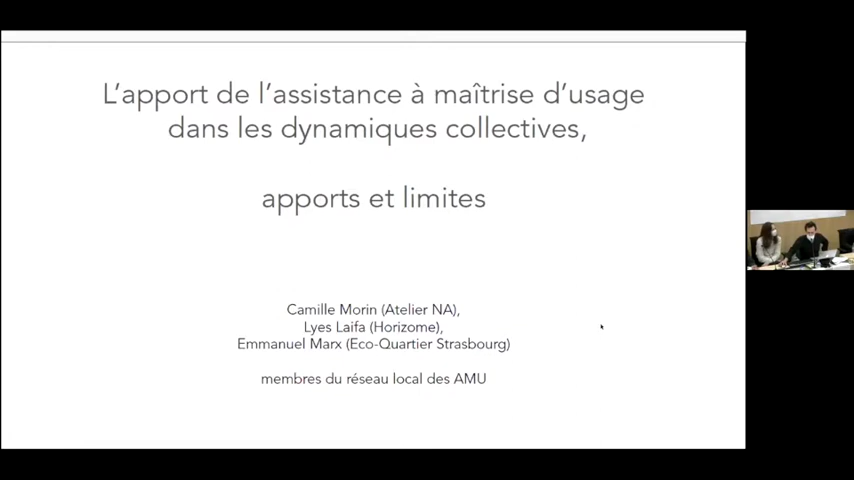 L'apport de l'assistance à maîtrise d'usage
dans les dynamiques collectives,
apports et limites
Camille Morin (Atelier NA),
Lyes Laifa (Horizome),
Emmanuel Marx (Eco-Quartier Strasbourg)
membres du réseau local des AMU